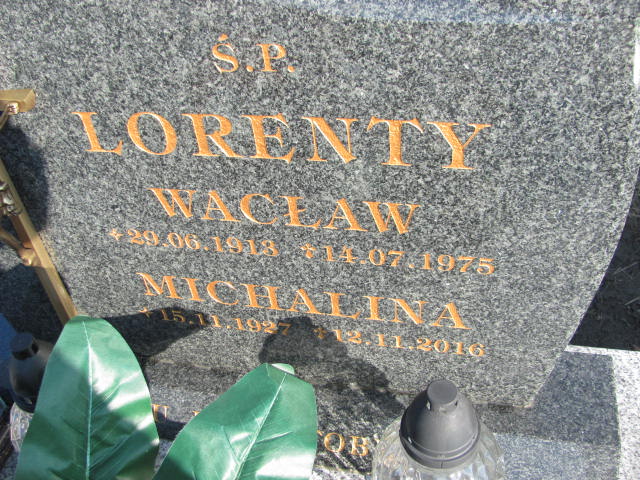 Ś.P.
LORENTY
WACŁAW
*29.06.1913 †14.07.1975
MICHALINA
*15.11.1927 †12.11.2016